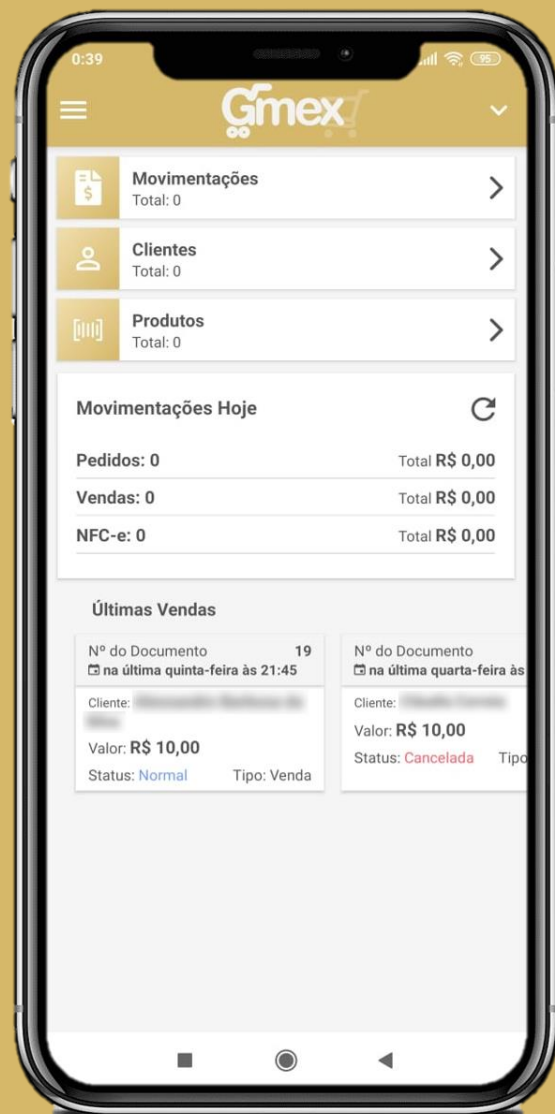 0:39
95
Gmex
Movimentações
Total: 0
Clientes
Total: 0
Produtos
Total: 0
Movimentações Hoje
Pedidos: 0 Total R$ 0,00
Vendas: 0 Total R$ 0,00
NFC-e: 0 Total R$ 0,00
Últimas Vendas
Nº do Documento 19
na última quinta-feira às 21:45
Cliente:
Valor: R$ 10,00
Status: Normal Tipo: Venda
Nº do Documento
na última quarta-feira às
Cliente:
Valor: R$ 10,00
Status: Cancelada Tipo